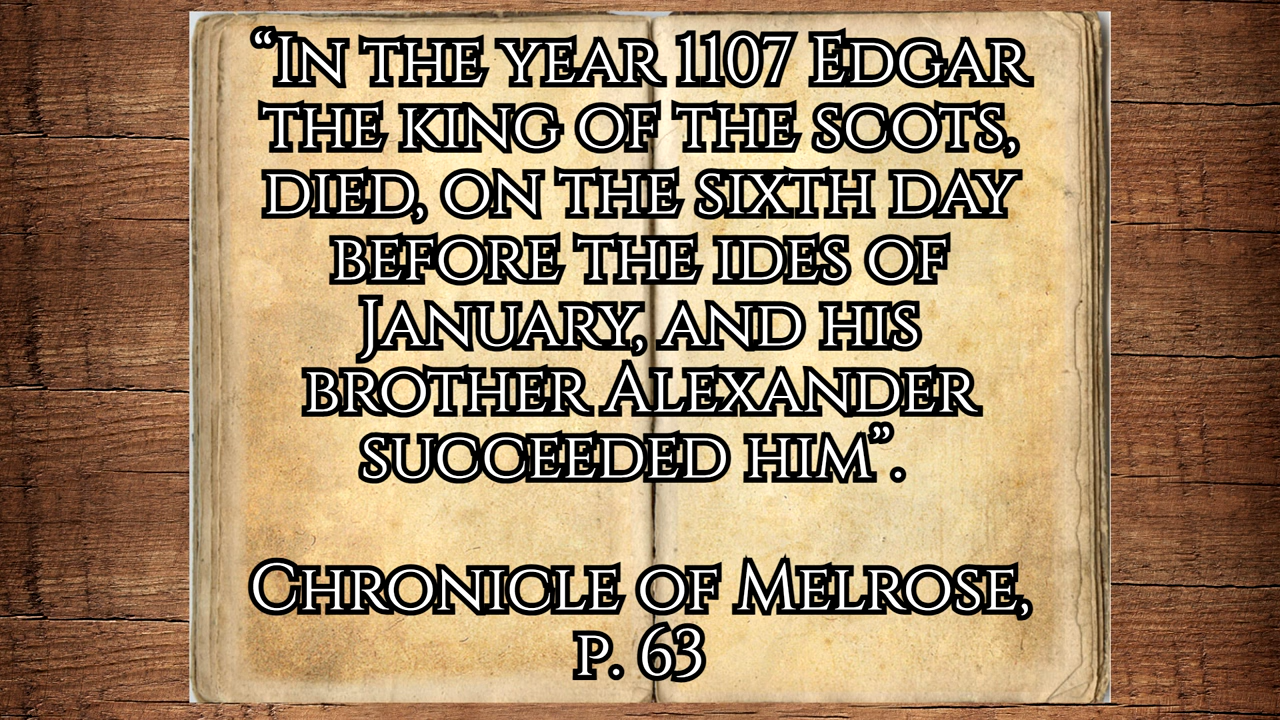 “In the year 1107 Edgar
the king of the scots,
died, on the sixth day
before the ides of
January, and his
brother Alexander
succeeded him”.
Chronicle of Melrose,
p. 63